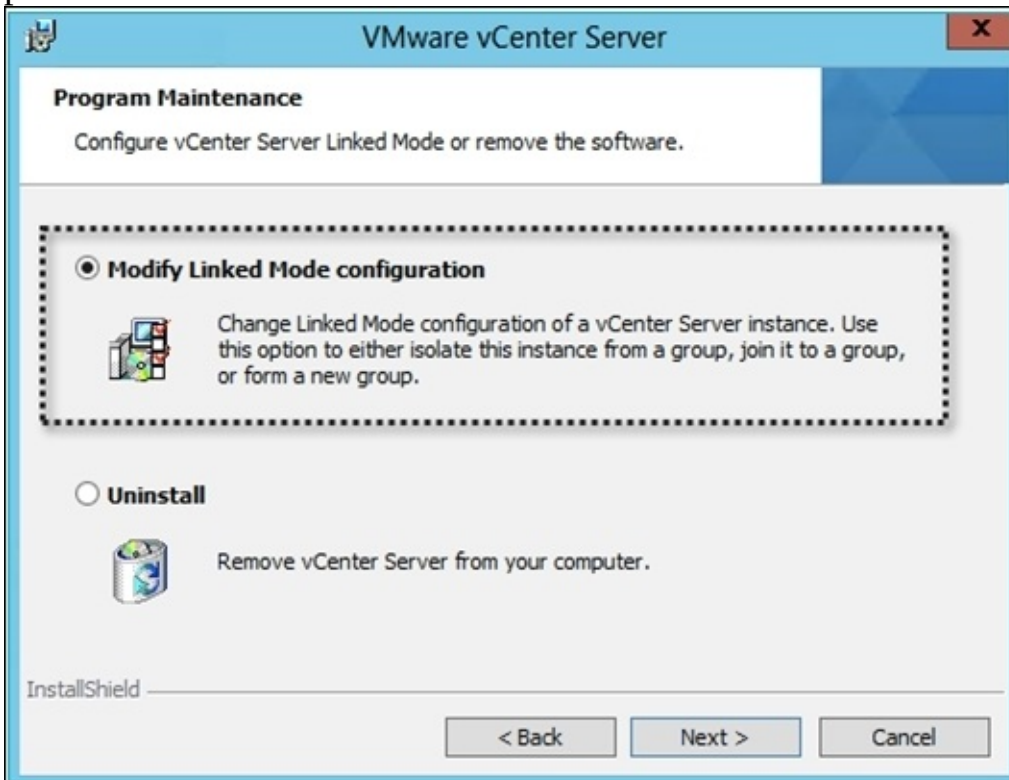 VMware vCenter Server
x
Program Maintenance
Configure vCenter Server Linked Mode or remove the software.
Modify Linked Mode configuration
Change Linked Mode configuration of a vCenter Server instance. Use
this option to either isolate this instance from a group, join it to a group,
or form a new group.
Uninstall
Remove vCenter Server from your computer.
InstallShield
< Back Next > Cancel